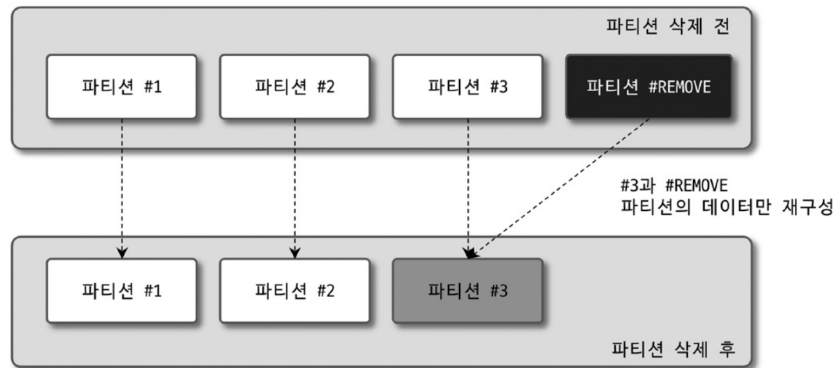 파티션 삭제 전
파티션 #1
파티션 #2
파티션 #3
파티션 #REMOVE
#3과 #REMOVE
파티션의 데이터만 재구성
파티션 #1
파티션 #2
파티션 #3
파티션 삭제 후